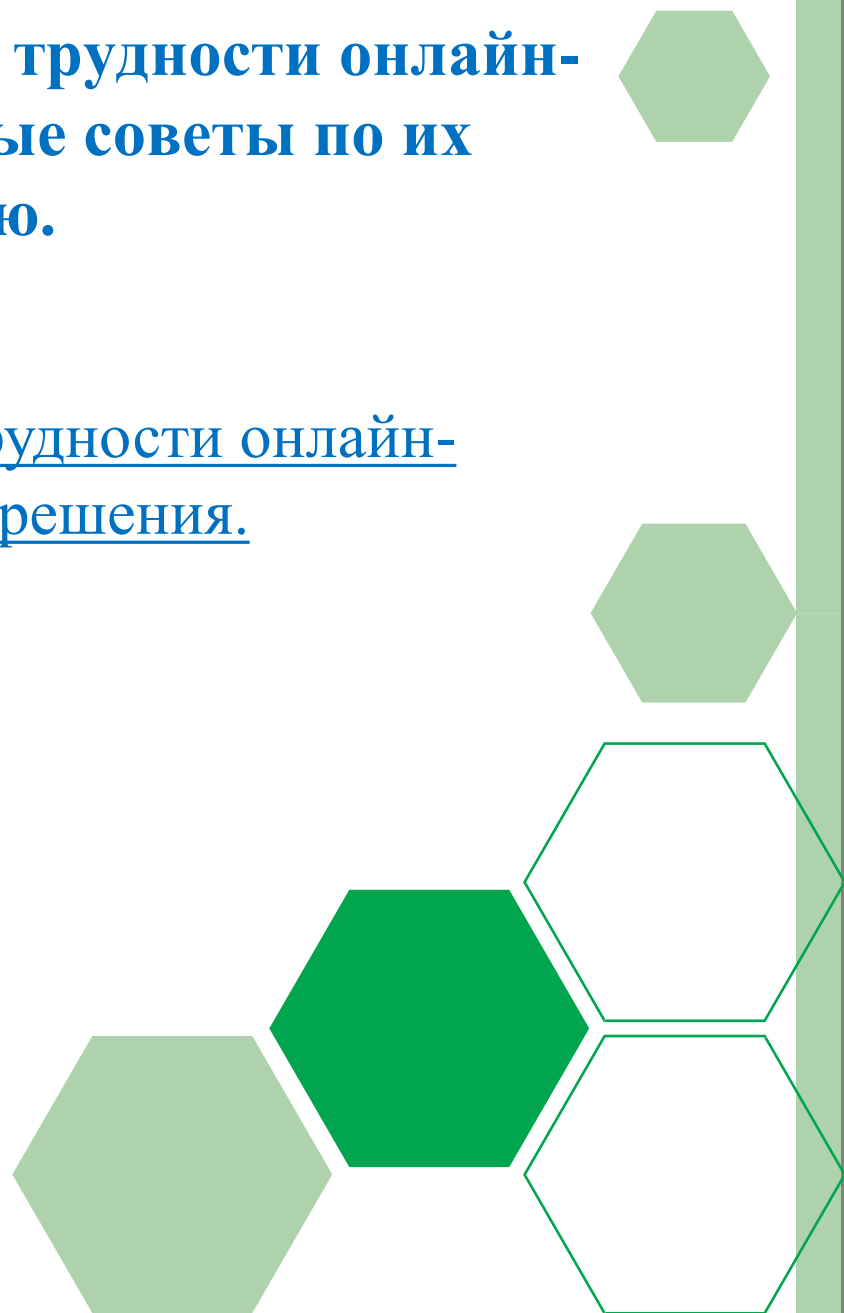 трудности онлайн-
ые советы по их
ю.
рудности онлайн-
решения.